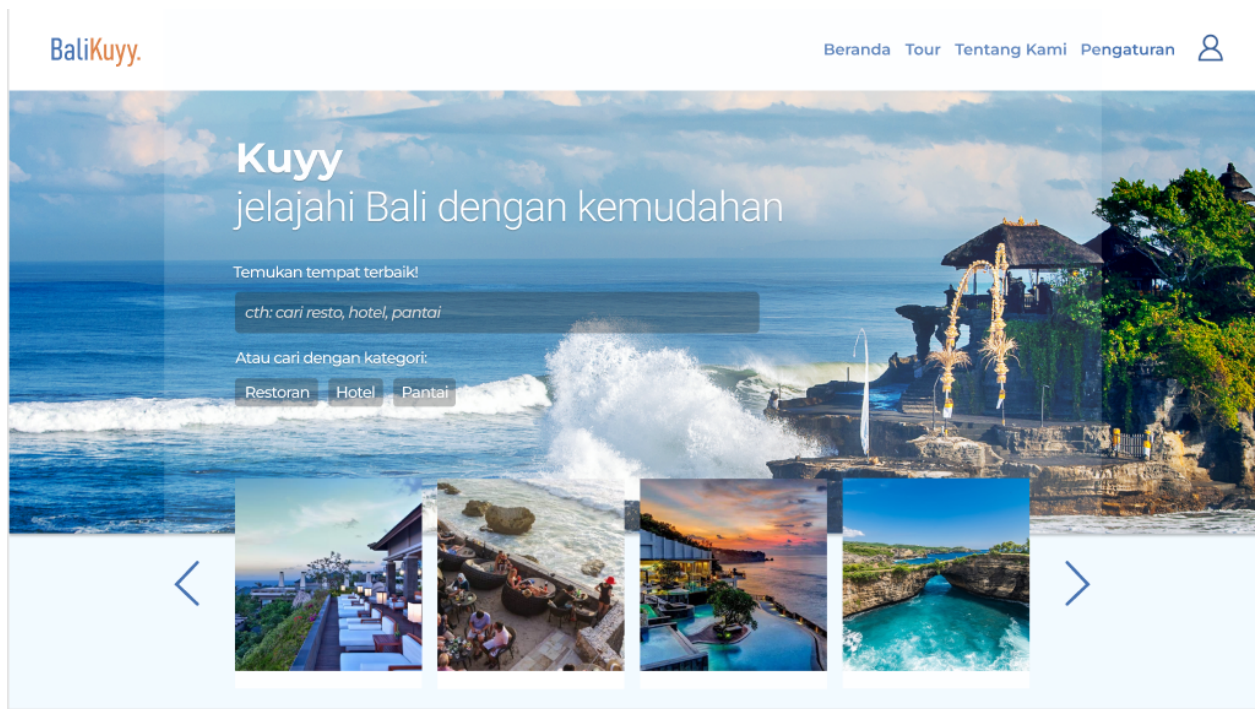 BaliKuyy.
Beranda Tour Tentang Kami Pengaturan
Kuyy
jelajahi Bali dengan kemudahan
Temukan tempat terbaik!
cth: cari resto, hotel, pantai
Atau cari dengan kategori:
Restoran Hotel Pantai